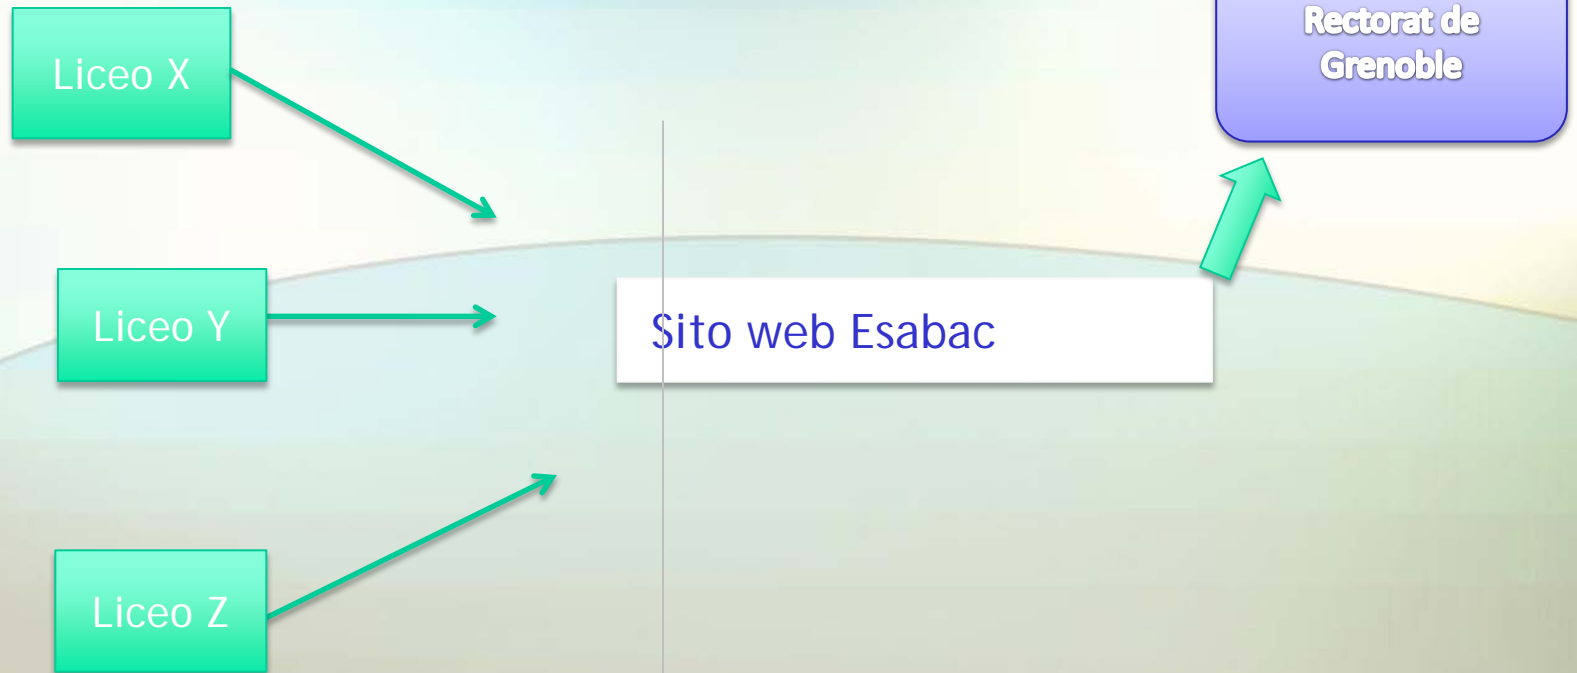 Rectorat de
Grenoble
Liceo X
Liceo Y
Sito web Esabac
Liceo Z